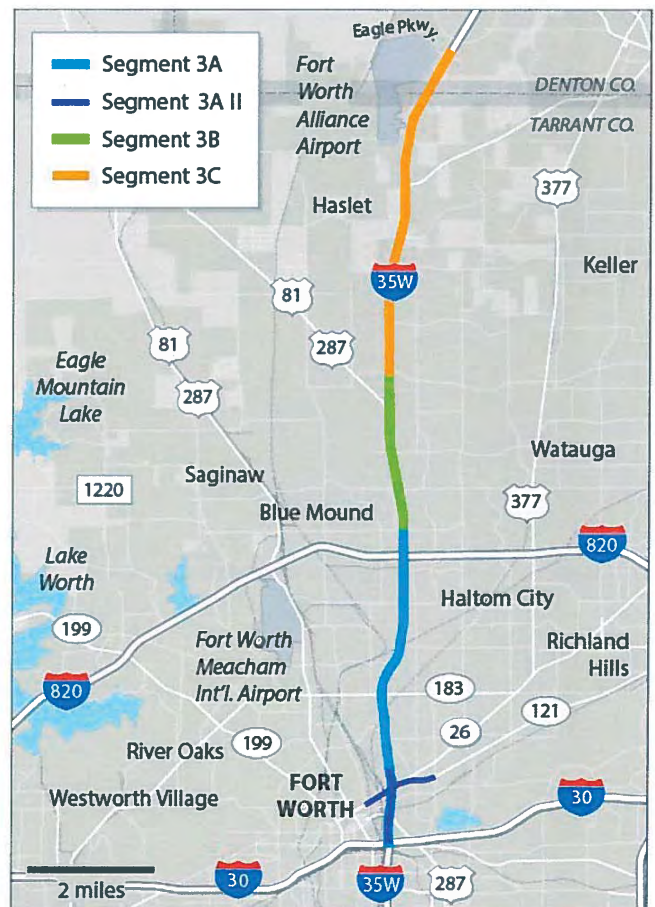 Eagle Pkwy.
Segment 3A
Segment 3A II
Segment 3B
Segment 3C
Fort
Worth
Alliance
Airport
DENTON CO.
TARRANT CO.
377
Haslet
Keller
35W
81
287
81
287
Eagle
Mountain
Lake
Watauga
Saginaw
1220
377
Blue Mound
820
Lake
Worth
Haltom City
199
Fort Worth
Meacham
Int'l. Airport
Richland
Hills
820
183
121
26
River Oaks
199
FORT
WORTH
Westworth Village
30
2 miles
30
35W
287